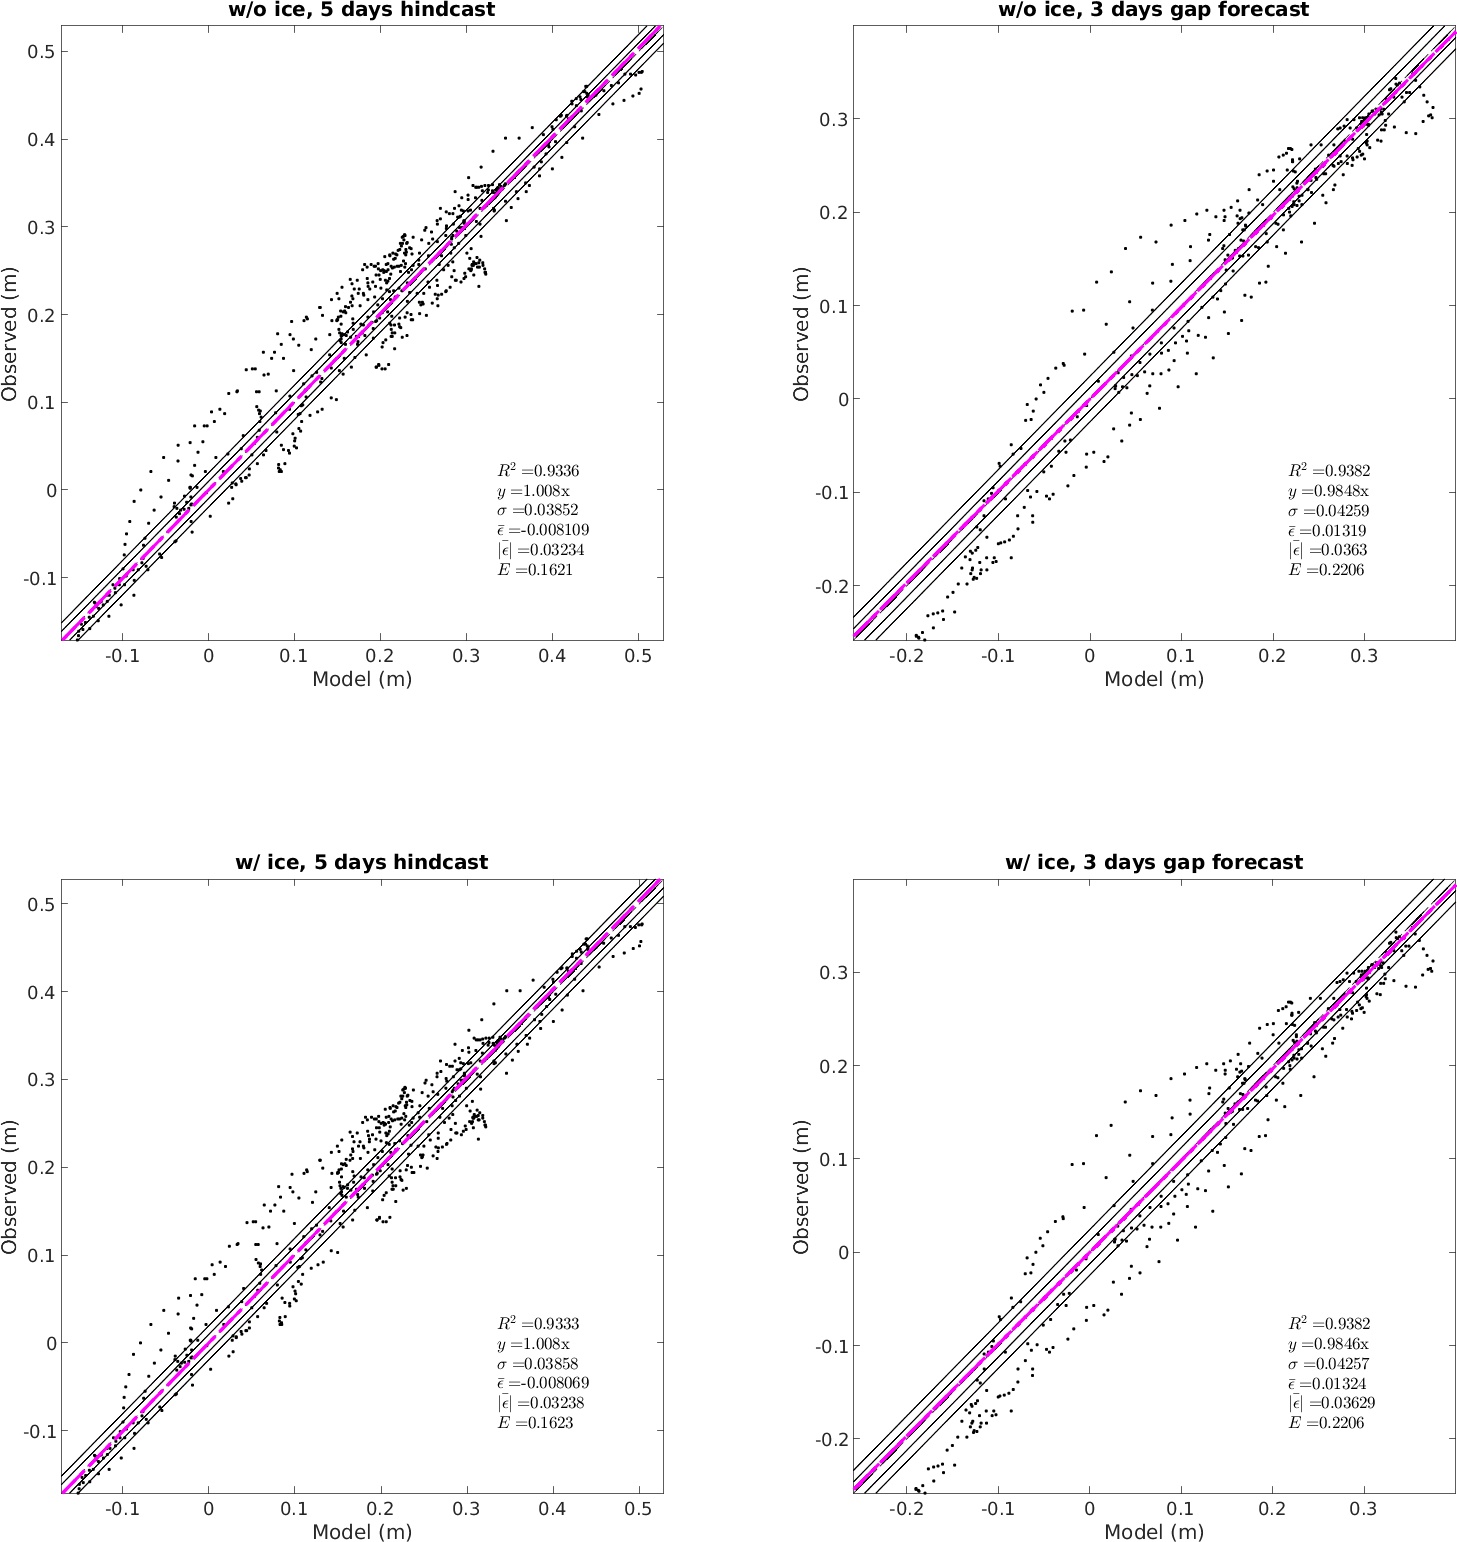 w/o ice, 5 days hindcast
0.5
0.4
0.3
0.2
0.1
0
-0.1
Observed (m)
R² =0.9336
y =1.008x
σ =0.03852
ε̄ =-0.008109
|ε̄| =0.03234
E =0.1621
-0.1 0 0.1 0.2 0.3 0.4 0.5
Model (m)
w/o ice, 3 days gap forecast
0.3
0.2
0.1
0
-0.1
-0.2
Observed (m)
R² =0.9382
y =0.9848x
σ =0.04259
ε̄ =0.01319
|ε̄| =0.0363
E =0.2206
-0.2 -0.1 0 0.1 0.2 0.3
Model (m)
w/ ice, 5 days hindcast
0.5
0.4
0.3
0.2
0.1
0
-0.1
Observed (m)
R² =0.9333
y =1.008x
σ =0.03858
ε̄ =-0.008069
|ε̄| =0.03238
E =0.1623
-0.1 0 0.1 0.2 0.3 0.4 0.5
Model (m)
w/ ice, 3 days gap forecast
0.3
0.2
0.1
0
-0.1
-0.2
Observed (m)
R² =0.9382
y =0.9846x
σ =0.04257
ε̄ =0.01324
|ε̄| =0.03629
E =0.2206
-0.2 -0.1 0 0.1 0.2 0.3
Model (m)